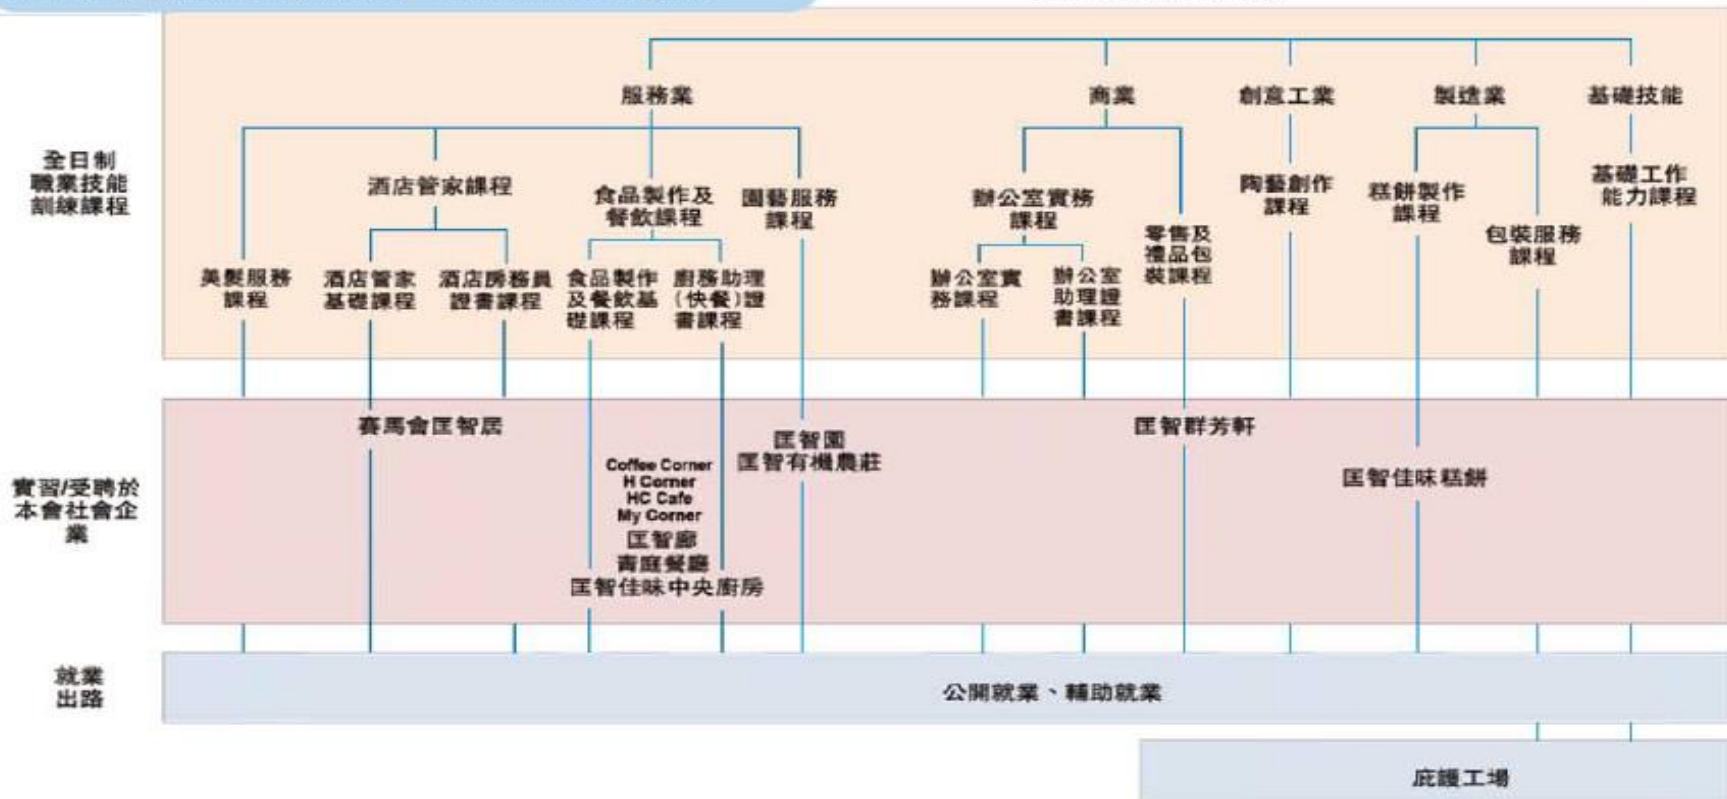 服務業
商業
創意工業
製造業
基礎技能
全日制
職業技能
訓練課程
酒店管家課程
食品製作及
餐飲課程
園藝服務
課程
辦公室實務
課程
零售及
禮品包
裝課程
陶藝創作
課程
糕餅製作
課程
包裝服務
課程
基礎工作
能力課程
美髮服務
課程
酒店管家
基礎課程
酒店房務員
證書課程
食品製作
及餐飲基
礎課程
廚務助理
(快餐)證
書課程
辦公室實
務課程
辦公室
助理證
書課程
實習/受聘於
本會社會企
業
賽馬會匡智居
Coffee Corner
H Corner
HC Cafe
My Corner
匡智廊
青庭餐廳
匡智佳味中央廚房
匡智園
匡智有機農莊
匡智群芳軒
匡智佳味糕餅
就業
出路
公開就業、輔助就業
庇護工場